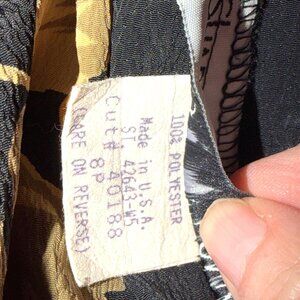 100% POLYESTER
Made in U.S.A.
ST 42643-W5
Cut# 40188
8P
(CARE ON REVERSE)